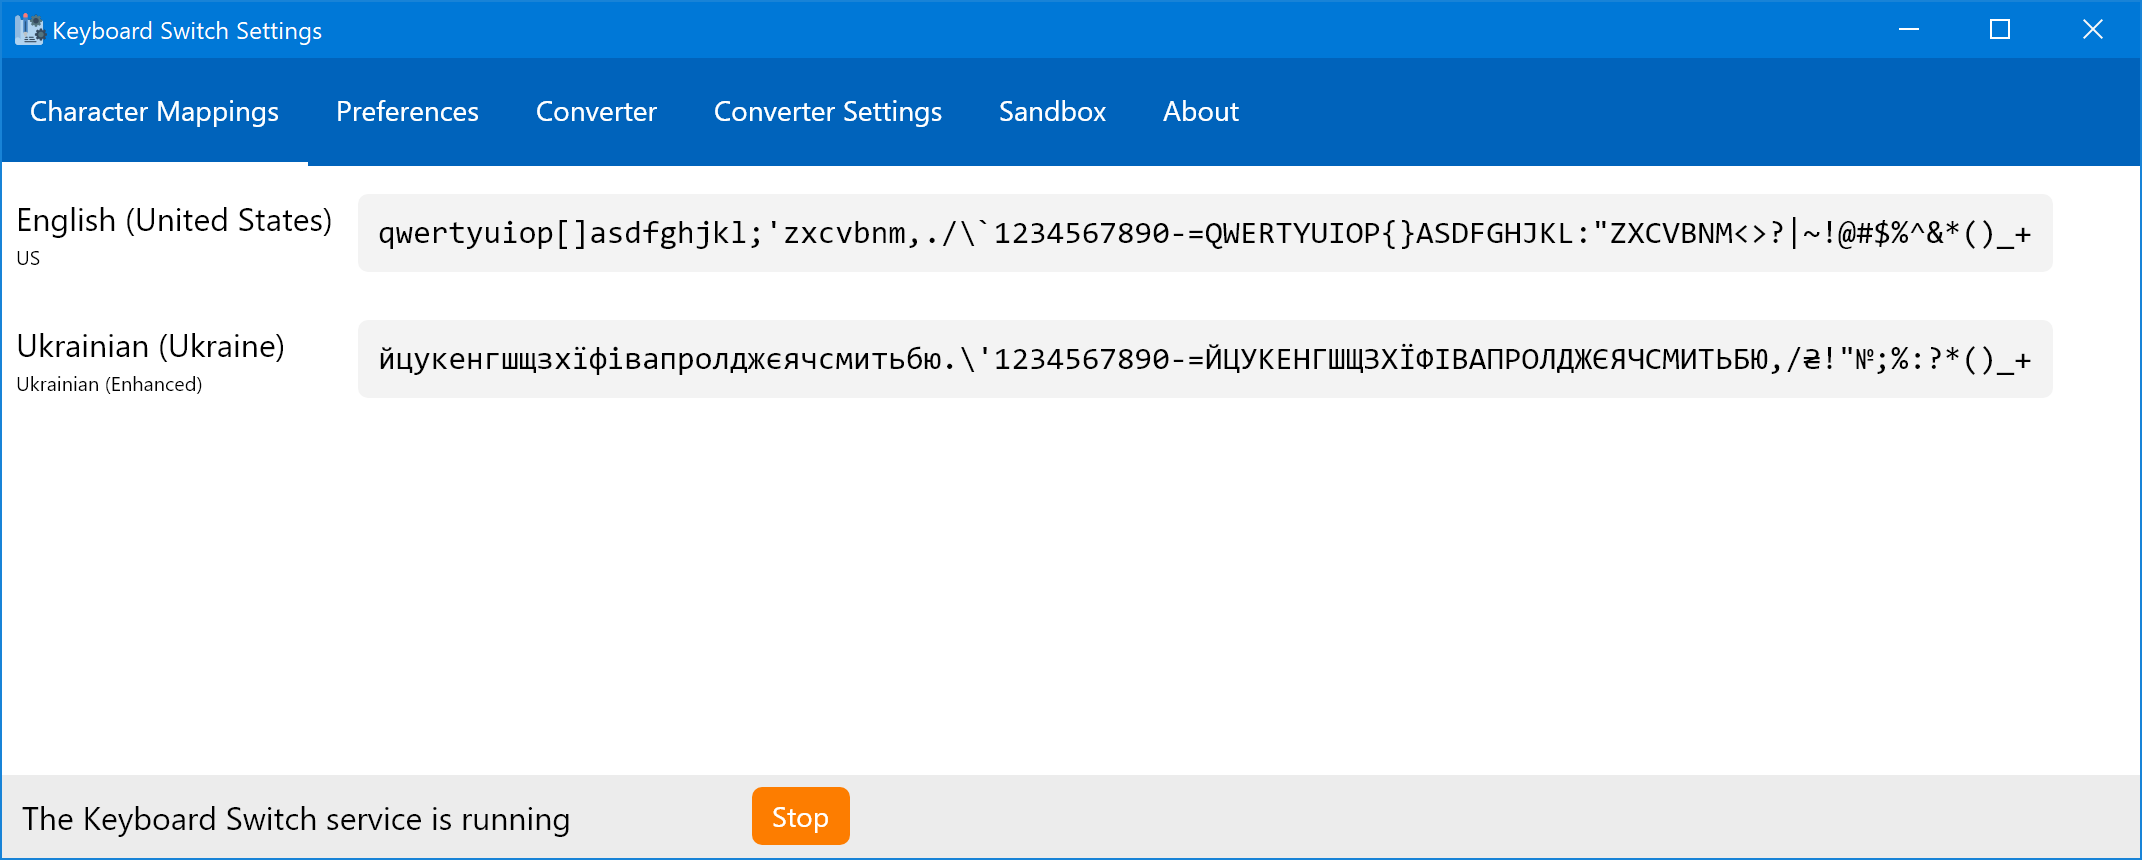 Keyboard Switch Settings
Character Mappings Preferences Converter Converter Settings Sandbox About
English (United States)
US
qwertyuiop[]asdfghjkl;'zxcvbnm,./\`1234567890-=QWERTYUIOP{}ASDFGHJKL:"ZXCVBNM<>?|~!@#$%^&*()_+
Ukrainian (Ukraine)
Ukrainian (Enhanced)
йцукенгшщзхїфівапролджєячсмитьбю.\'1234567890-=ЙЦУКЕНГШЩЗХЇФІВАПРОЛДЖЄЯЧСМИТЬБЮ,/₴!"№;%:?*()_+
The Keyboard Switch service is running
Stop